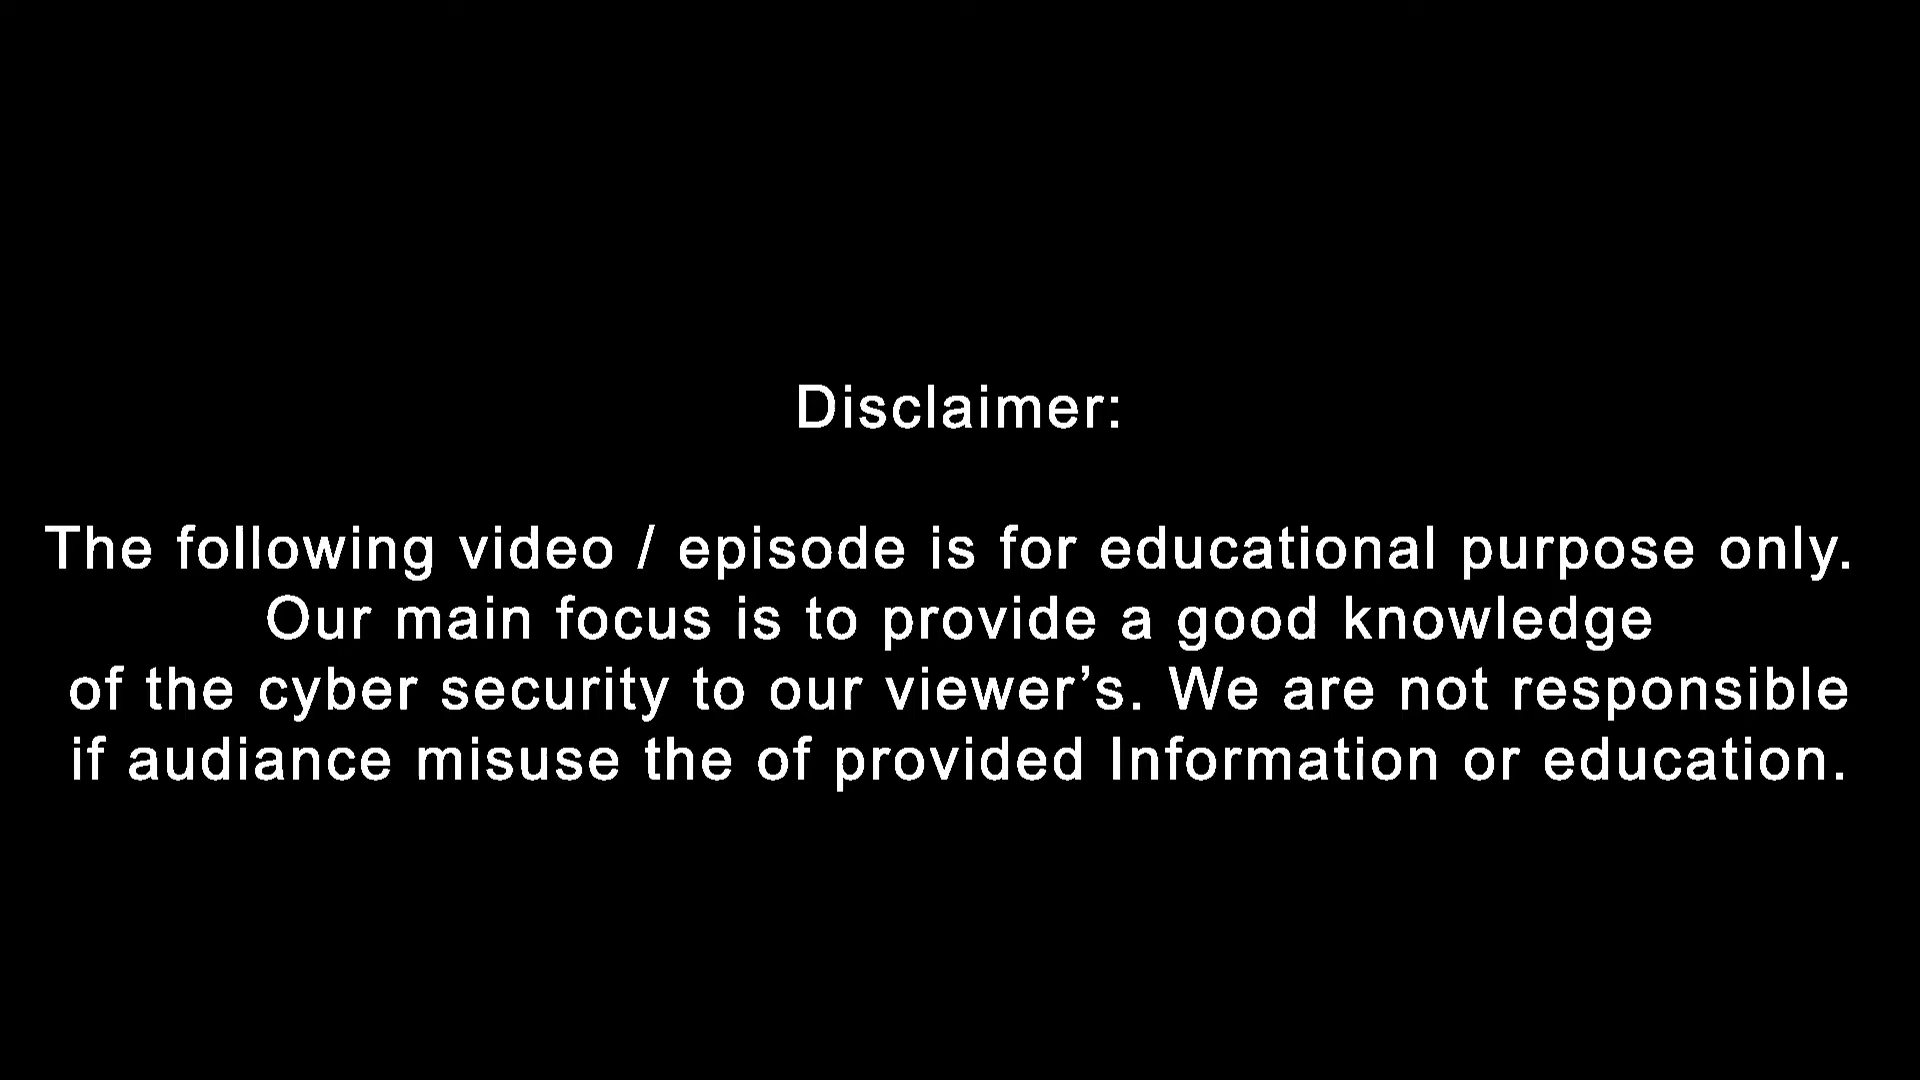 Disclaimer:
The following video / episode is for educational purpose only.
Our main focus is to provide a good knowledge
of the cyber security to our viewer’s. We are not responsible
if audiance misuse the of provided Information or education.